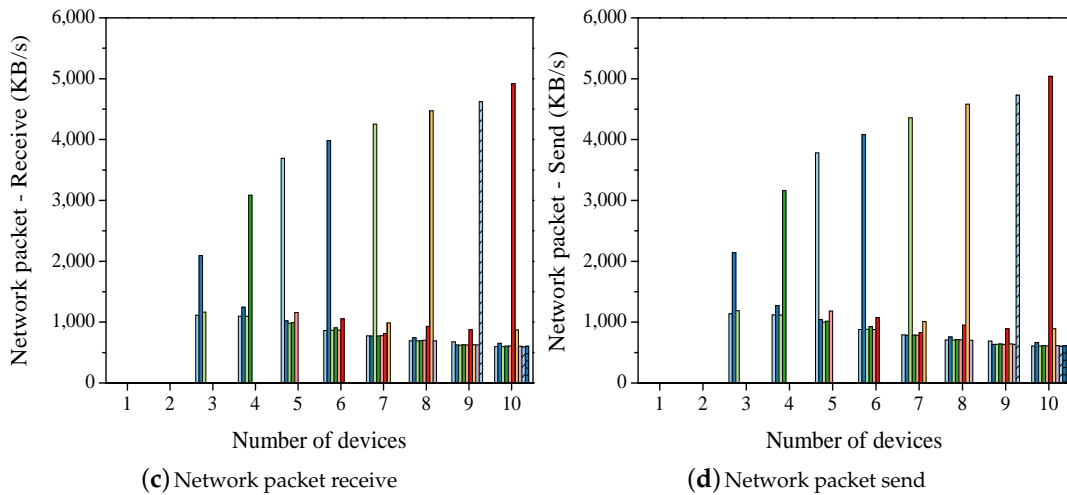 6,000
5,000
4,000
3,000
2,000
1,000
0
Network packet - Receive (KB/s)
1 2 3 4 5 6 7 8 9 10
Number of devices
(c) Network packet receive
6,000
5,000
4,000
3,000
2,000
1,000
0
Network packet - Send (KB/s)
1 2 3 4 5 6 7 8 9 10
Number of devices
(d) Network packet send